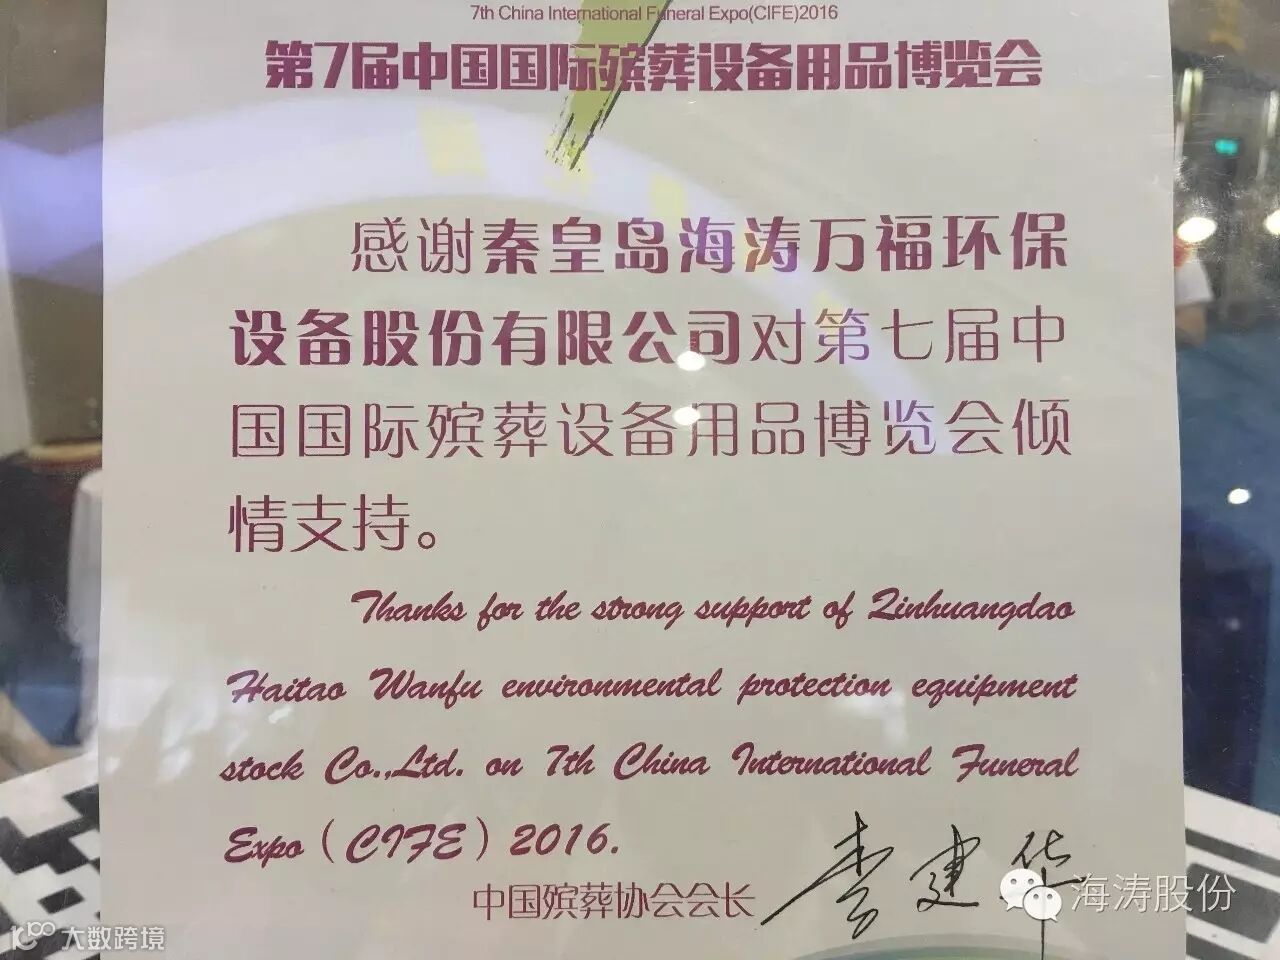 7th China International Funeral Expo(CIFE)2016
第7届中国国际殡葬设备用品博览会
感谢秦皇岛海涛万福环保
设备股份有限公司对第七届中
国国际殡葬设备用品博览会倾
情支持。
Thanks for the strong support of Qinhuangdao
Haitao Wanfu environmental protection equipment
stock Co.,Ltd. on 7th China International Funeral
Expo（CIFE）2016.
中国殡葬协会会长 李建华
海涛股份
大数跨境